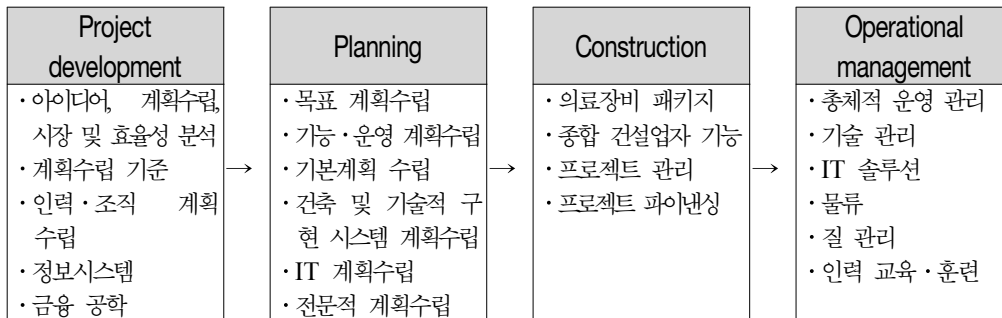 Project
development
· 아이디어, 계획수립,
시장 및 효율성 분석
· 계획수립 기준
· 인력 · 조직 계획
수립
· 정보시스템
· 금융 공학
→
Planning
· 목표 계획수립
· 기능 · 운영 계획수립
· 기본계획 수립
· 건축 및 기술적 구
현 시스템 계획수립
· IT 계획수립
· 전문적 계획수립
→
Construction
· 의료장비 패키지
· 종합 건설업자 기능
· 프로젝트 관리
· 프로젝트 파이낸싱
→
Operational
management
· 총체적 운영 관리
· 기술 관리
· IT 솔루션
· 물류
· 질 관리
· 인력 교육 · 훈련